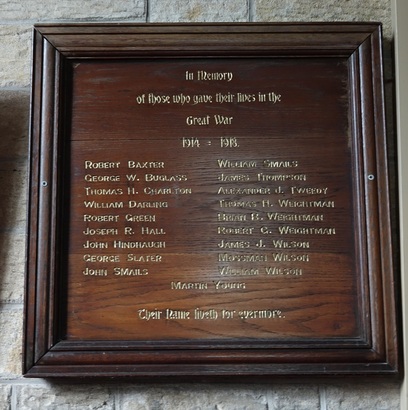 In Memory
of those who gave their lives in the
Great War
1914 = 1918.
ROBERT BAXTER
GEORGE W. BUGLASS
THOMAS H. CHARLTON
WILLIAM DARLING
ROBERT GREEN
JOSEPH R. HALL
JOHN HINDHAUGH
GEORGE SLATER
JOHN SMAILS
WILLIAM SMAILS
JAMES THOMPSON
ALEXANDER J. TWEEDY
THOMAS N. WEIGHTMAN
BRIAN R. WEIGHTMAN
ROBERT G. WEIGHTMAN
JAMES J. WILSON
MOSSMAN WILSON
WILLIAM WILSON
MARTIN YOUNG
Their Name liveth for evermore.